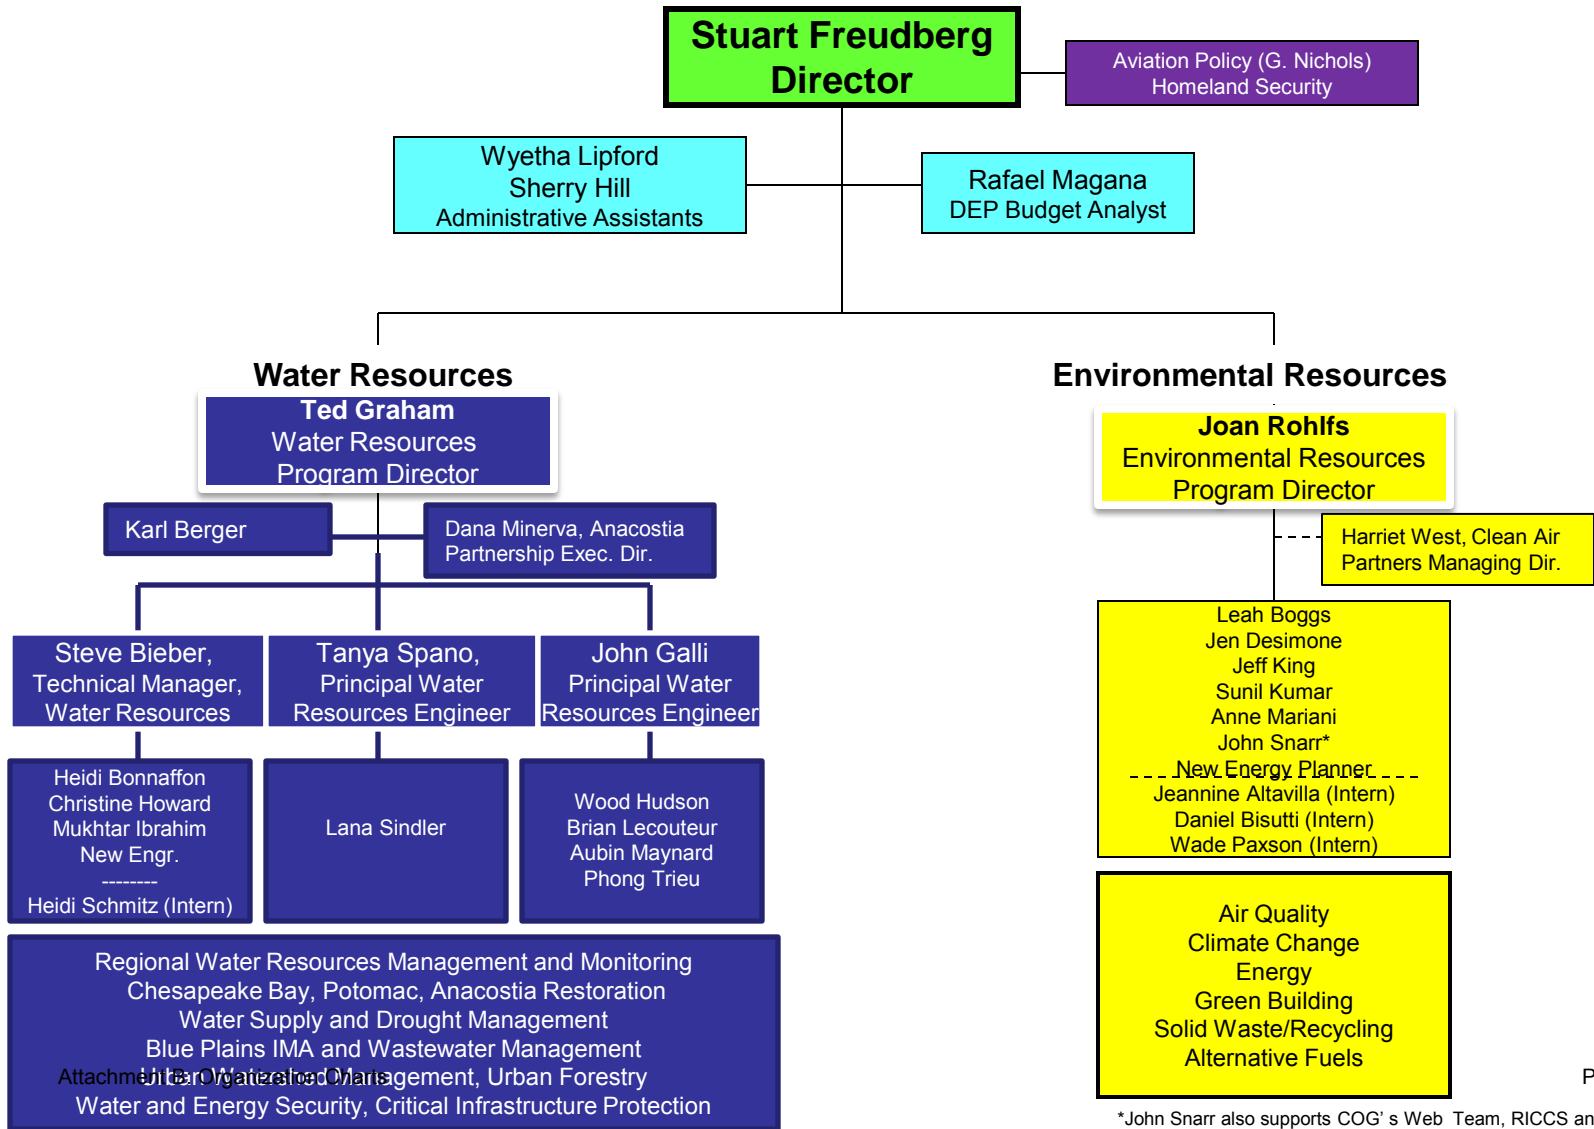 Stuart Freudberg
Director
Aviation Policy (G. Nichols)
Homeland Security
Wyetha Lipford
Sherry Hill
Administrative Assistants
Rafael Magana
DEP Budget Analyst
Water Resources
Ted Graham
Water Resources
Program Director
Karl Berger
Dana Minerva, Anacostia
Partnership Exec. Dir.
Steve Bieber,
Technical Manager,
Water Resources
Tanya Spano,
Principal Water
Resources Engineer
John Galli
Principal Water
Resources Engineer
Heidi Bonnaffon
Christine Howard
Mukhtar Ibrahim
New Engr.
--------
Heidi Schmitz (Intern)
Lana Sindler
Wood Hudson
Brian Lecouteur
Aubin Maynard
Phong Trieu
Regional Water Resources Management and Monitoring
Chesapeake Bay, Potomac, Anacostia Restoration
Water Supply and Drought Management
Blue Plains IMA and Wastewater Management
Urban Watershed Management, Urban Forestry
Water and Energy Security, Critical Infrastructure Protection
Attachment B: Organization Charts
Environmental Resources
Joan Rohlfs
Environmental Resources
Program Director
Harriet West, Clean Air
Partners Managing Dir.
Leah Boggs
Jen Desimone
Jeff King
Sunil Kumar
Anne Mariani
John Snarr*
New Energy Planner
Jeannine Altavilla (Intern)
Daniel Bisutti (Intern)
Wade Paxson (Intern)
Air Quality
Climate Change
Energy
Green Building
Solid Waste/Recycling
Alternative Fuels
P
*John Snarr also supports COG' s Web Team, RICCS an